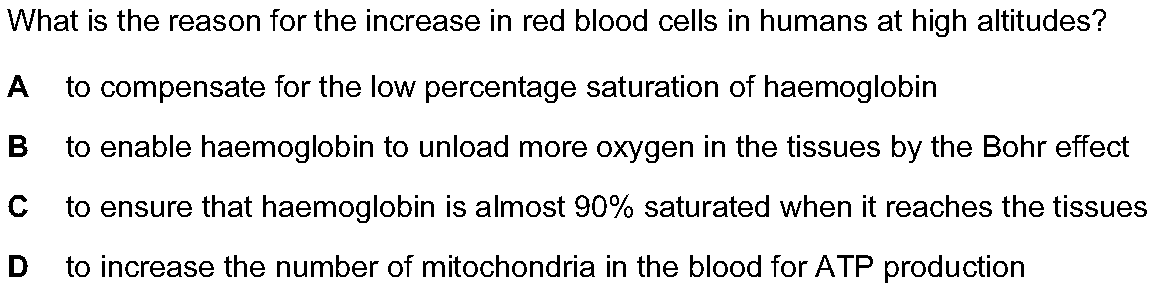 What is the reason for the increase in red blood cells in humans at high altitudes?
A to compensate for the low percentage saturation of haemoglobin
B to enable haemoglobin to unload more oxygen in the tissues by the Bohr effect
C to ensure that haemoglobin is almost 90% saturated when it reaches the tissues
D to increase the number of mitochondria in the blood for ATP production